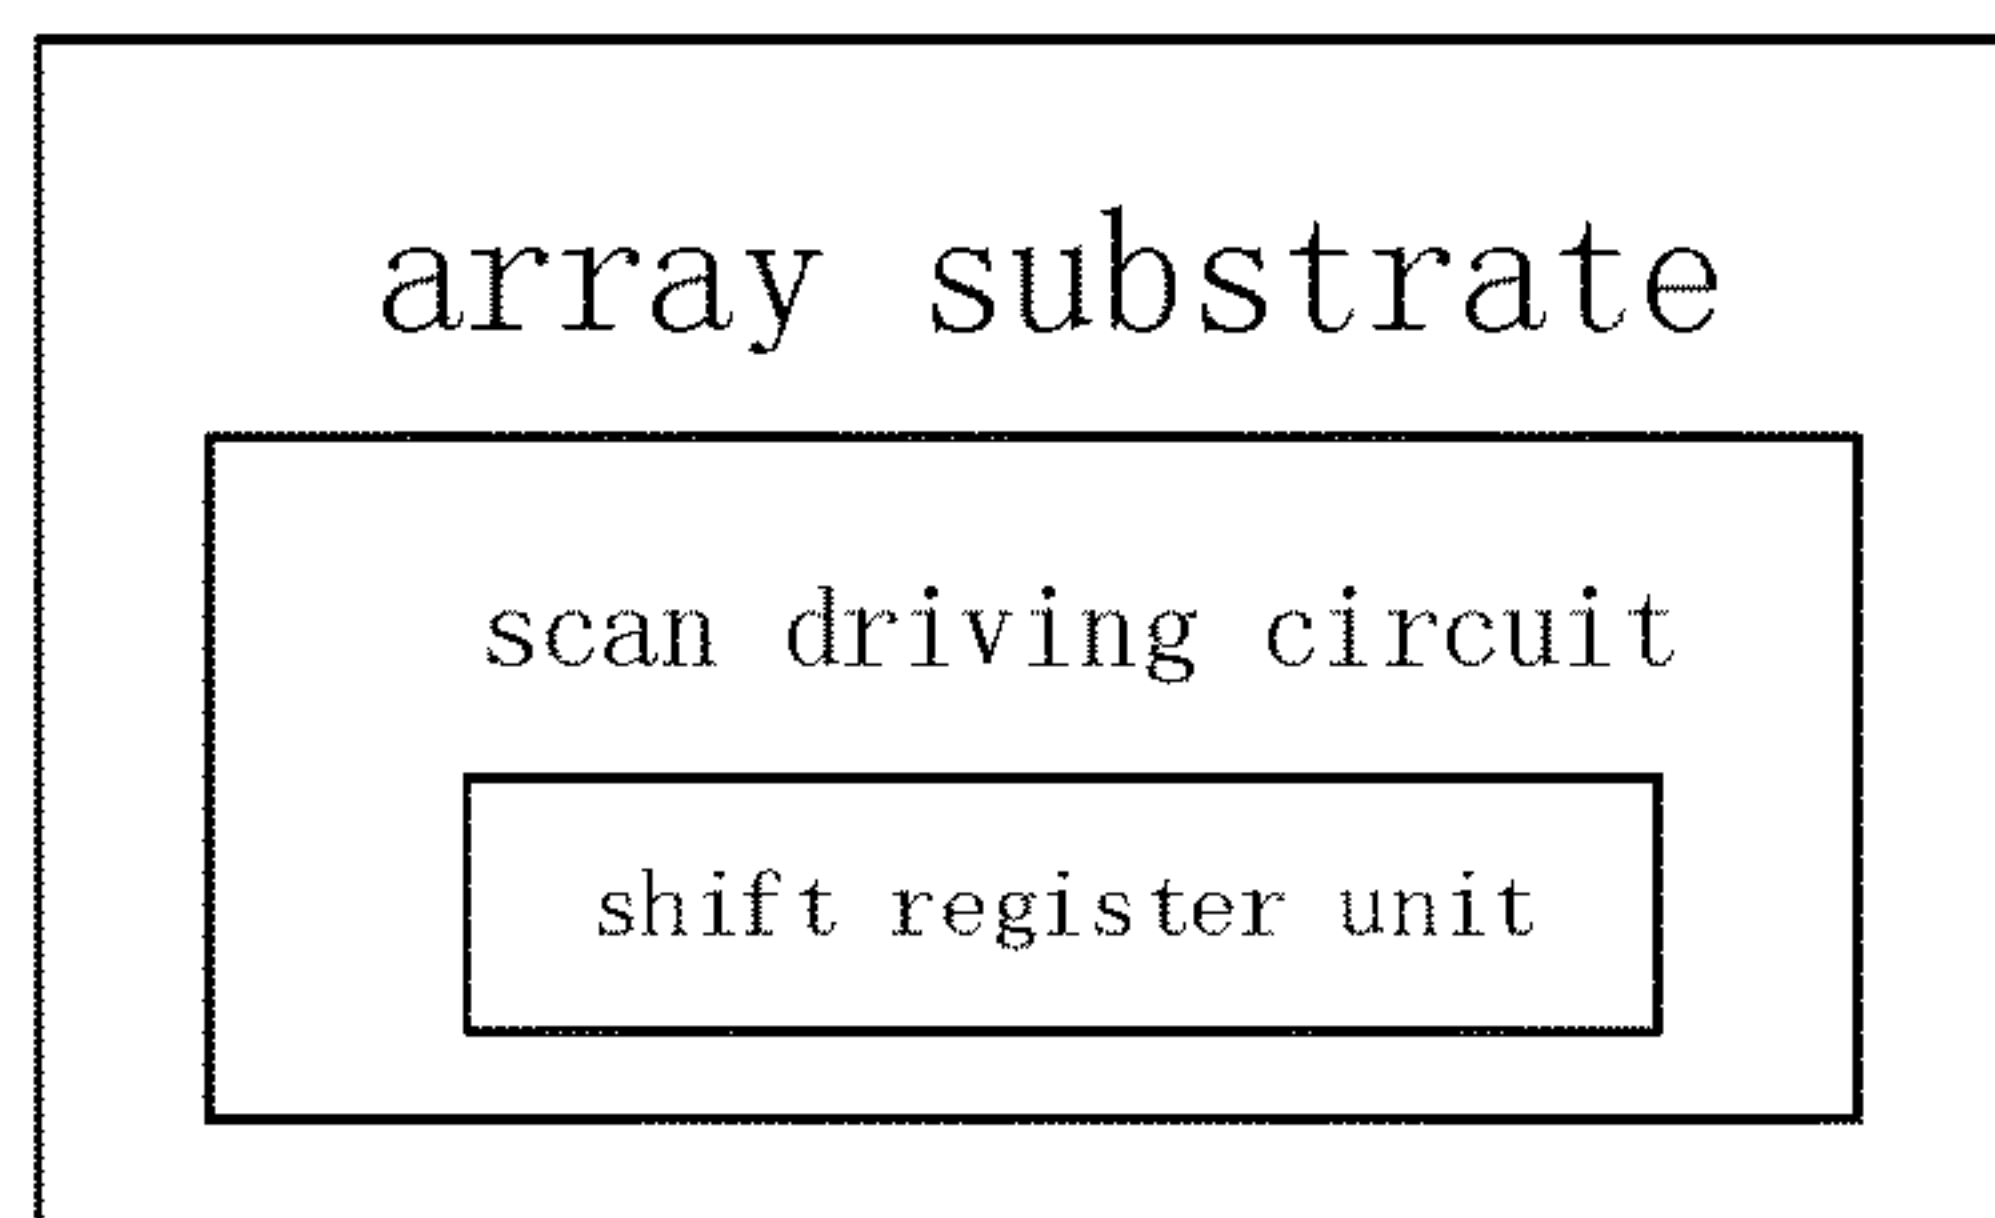 array substrate
scan driving circuit
shift register unit